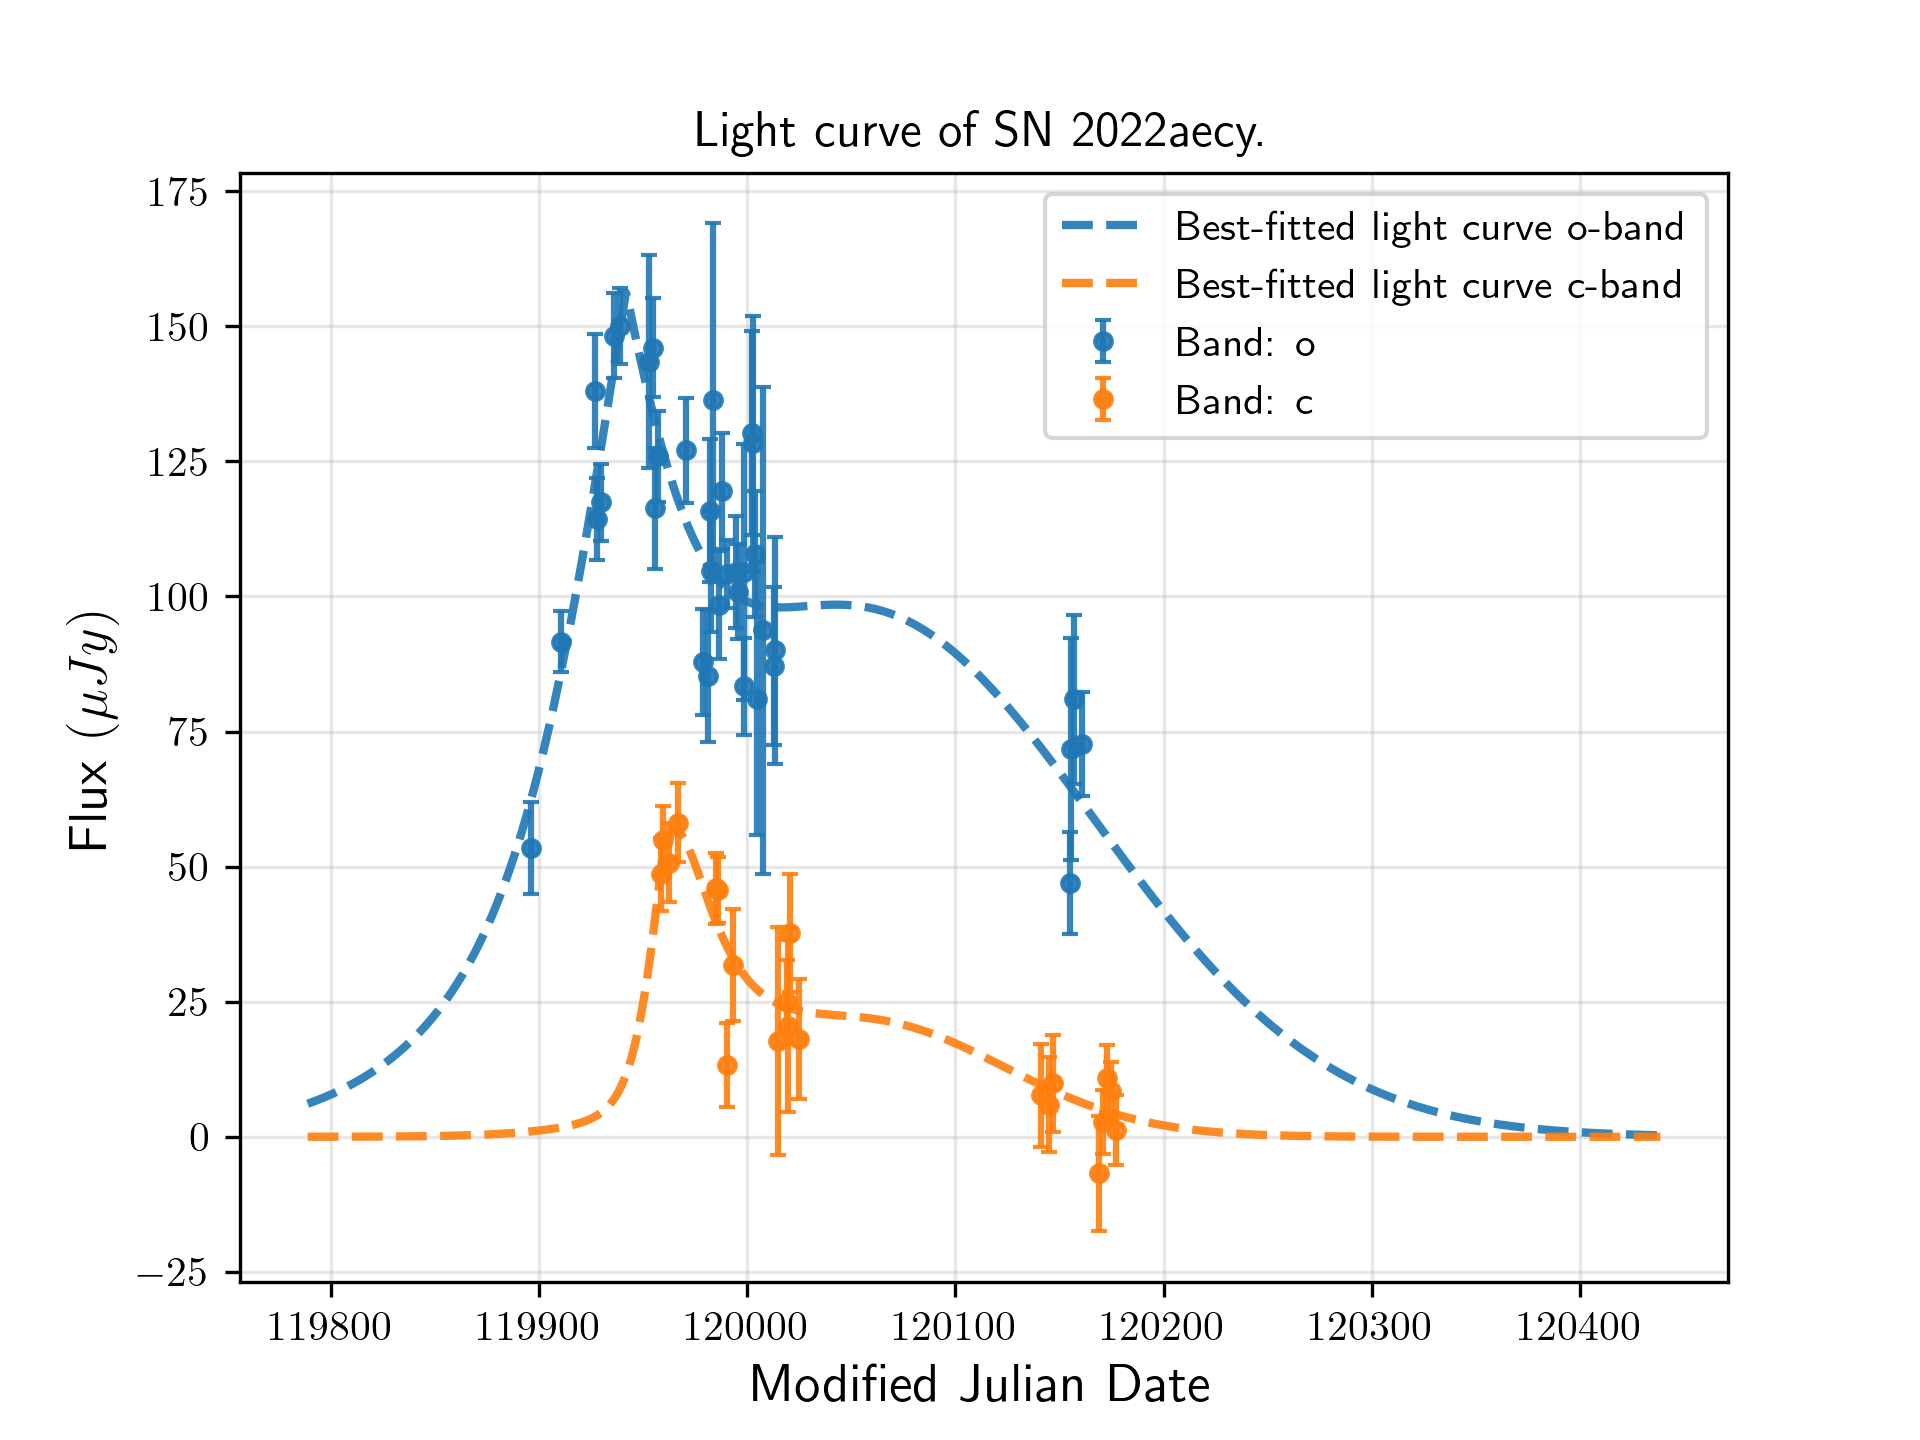 Light curve of SN 2022aecy.
175
150
125
100
75
50
25
0
−25
Flux (μJy)
Best-fitted light curve o-band
Best-fitted light curve c-band
Band: o
Band: c
119800 119900 120000 120100 120200 120300 120400
Modified Julian Date